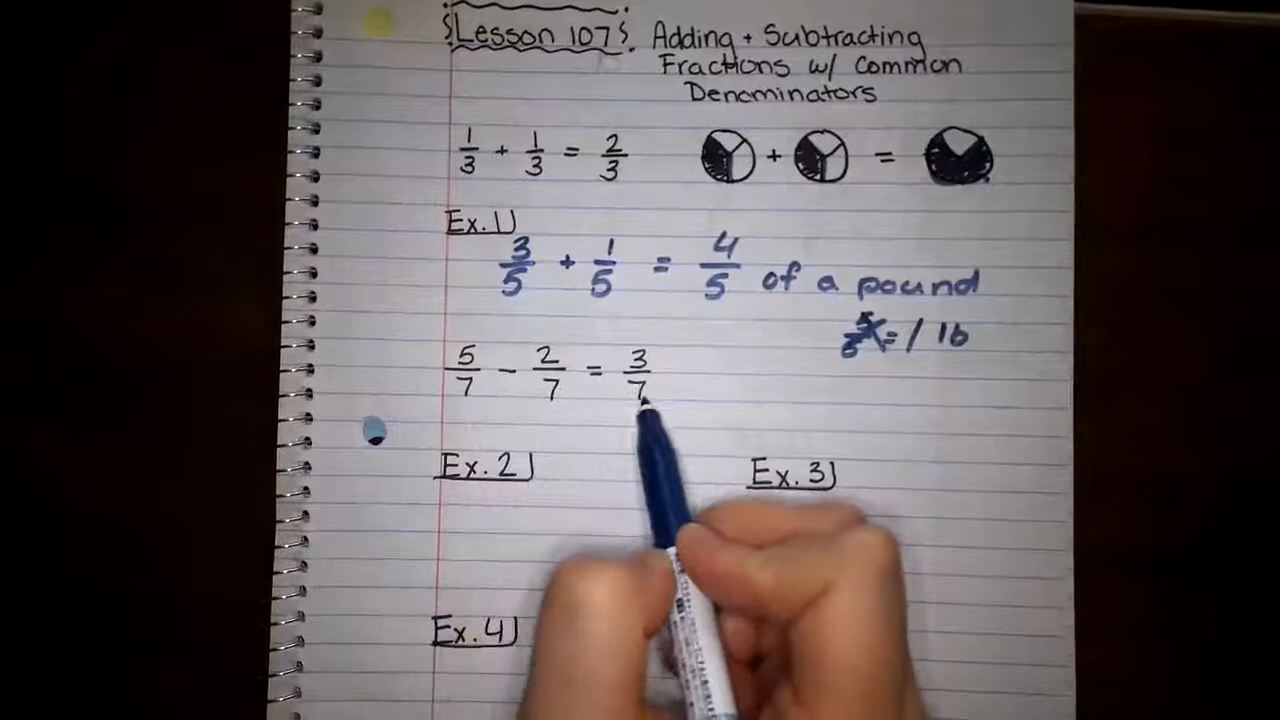 Lesson 107 Adding + Subtracting
Fractions w/ Common
Denominators
1/3 + 1/3 = 2/3 + =
Ex. 1
3/5 + 1/5 = 4/5 of a pound
= 1 lb
5/7 - 2/7 = 3/7
Ex. 2 Ex. 3
Ex. 4